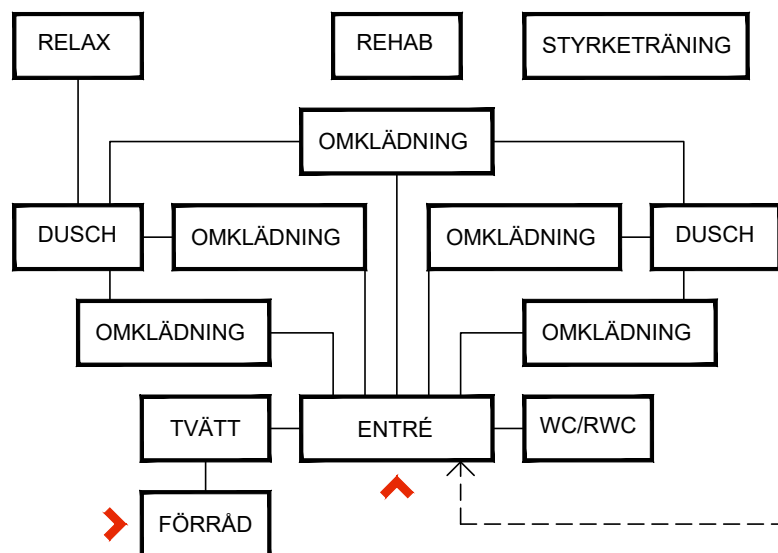 RELAX
REHAB
STYRKETRÄNING
OMKLÄDNING
DUSCH
OMKLÄDNING
OMKLÄDNING
DUSCH
OMKLÄDNING
OMKLÄDNING
TVÄTT
ENTRÉ
WC/RWC
FÖRRÅD